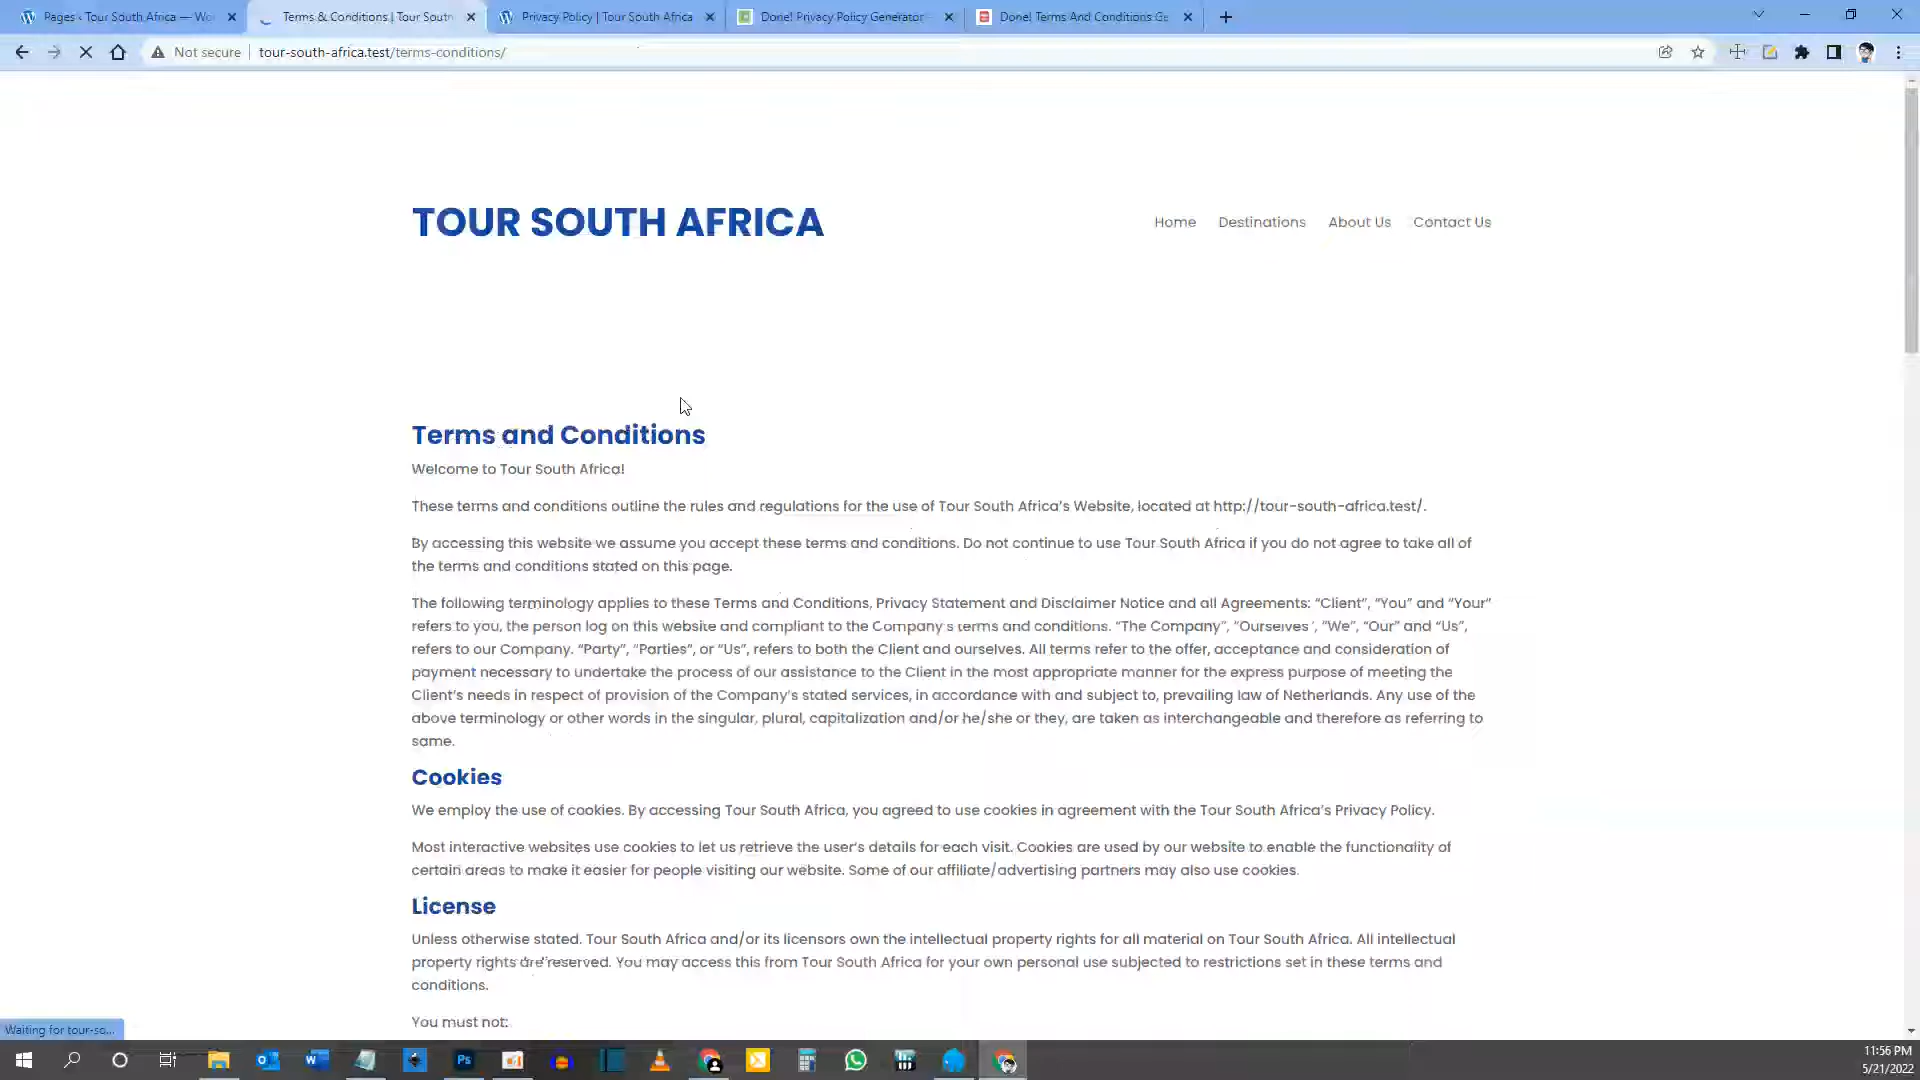 Pages ‹ Tour South Africa — Wo
Terms & Conditions | Tour South
Privacy Policy | Tour South Africa
Done! Privacy Policy Generator
Done! Terms And Conditions Ge
Not secure
tour-south-africa.test/terms-conditions/
TOUR SOUTH AFRICA
Home
Destinations
About Us
Contact Us
Terms and Conditions
Welcome to Tour South Africa!
These terms and conditions outline the rules and regulations for the use of Tour South Africa’s Website, located at http://tour-south-africa.test/.
By accessing this website we assume you accept these terms and conditions. Do not continue to use Tour South Africa if you do not agree to take all of
the terms and conditions stated on this page.
The following terminology applies to these Terms and Conditions, Privacy Statement and Disclaimer Notice and all Agreements: “Client”, “You” and “Your”
refers to you, the person log on this website and compliant to the Company’s terms and conditions. “The Company”, “Ourselves”, “We”, “Our” and “Us”,
refers to our Company. “Party”, “Parties”, or “Us”, refers to both the Client and ourselves. All terms refer to the offer, acceptance and consideration of
payment necessary to undertake the process of our assistance to the Client in the most appropriate manner for the express purpose of meeting the
Client’s needs in respect of provision of the Company’s stated services, in accordance with and subject to, prevailing law of Netherlands. Any use of the
above terminology or other words in the singular, plural, capitalization and/or he/she or they, are taken as interchangeable and therefore as referring to
same.
Cookies
We employ the use of cookies. By accessing Tour South Africa, you agreed to use cookies in agreement with the Tour South Africa’s Privacy Policy.
Most interactive websites use cookies to let us retrieve the user’s details for each visit. Cookies are used by our website to enable the functionality of
certain areas to make it easier for people visiting our website. Some of our affiliate/advertising partners may also use cookies.
License
Unless otherwise stated, Tour South Africa and/or its licensors own the intellectual property rights for all material on Tour South Africa. All intellectual
property rights are reserved. You may access this from Tour South Africa for your own personal use subjected to restrictions set in these terms and
conditions.
You must not:
Waiting for tour-so...
11:56 PM
5/21/2022